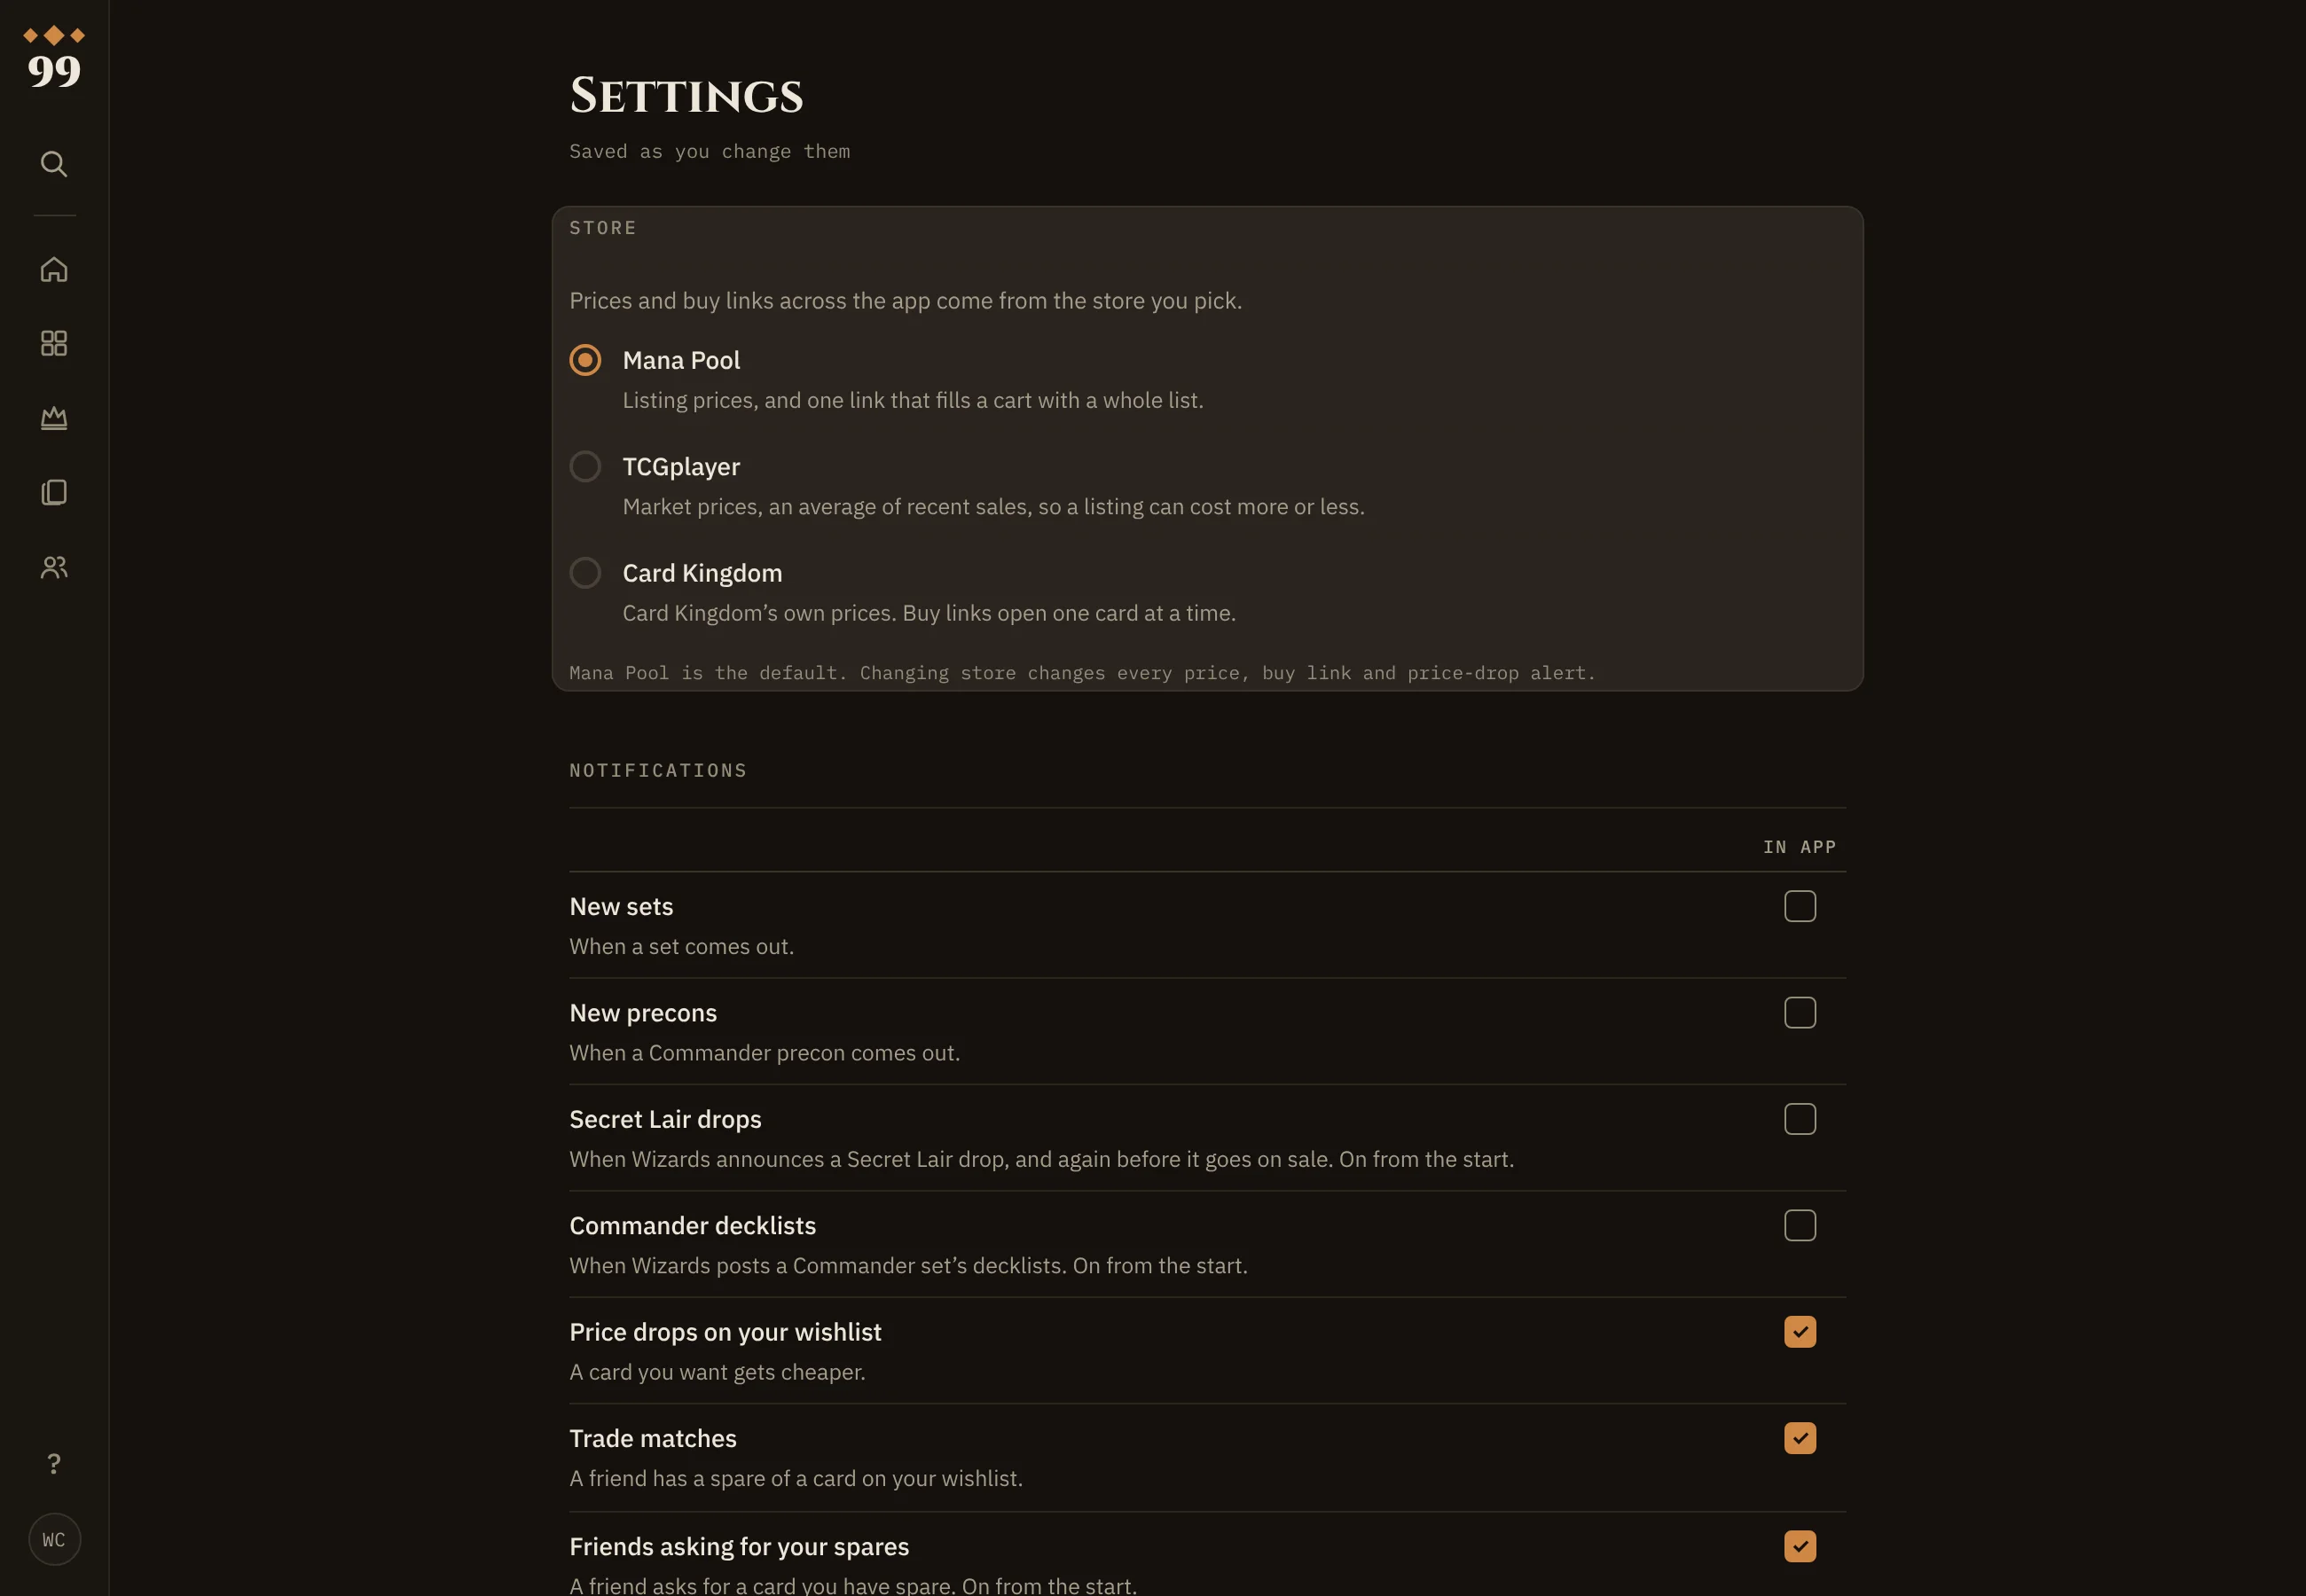 99
SETTINGS
Saved as you change them
STORE
Prices and buy links across the app come from the store you pick.
Mana Pool
Listing prices, and one link that fills a cart with a whole list.
TCGplayer
Market prices, an average of recent sales, so a listing can cost more or less.
Card Kingdom
Card Kingdom’s own prices. Buy links open one card at a time.
Mana Pool is the default. Changing store changes every price, buy link and price-drop alert.
NOTIFICATIONS
IN APP
New sets
When a set comes out.
New precons
When a Commander precon comes out.
Secret Lair drops
When Wizards announces a Secret Lair drop, and again before it goes on sale. On from the start.
Commander decklists
When Wizards posts a Commander set’s decklists. On from the start.
Price drops on your wishlist
A card you want gets cheaper.
Trade matches
A friend has a spare of a card on your wishlist.
Friends asking for your spares
A friend asks for a card you have spare. On from the start.
?
WC